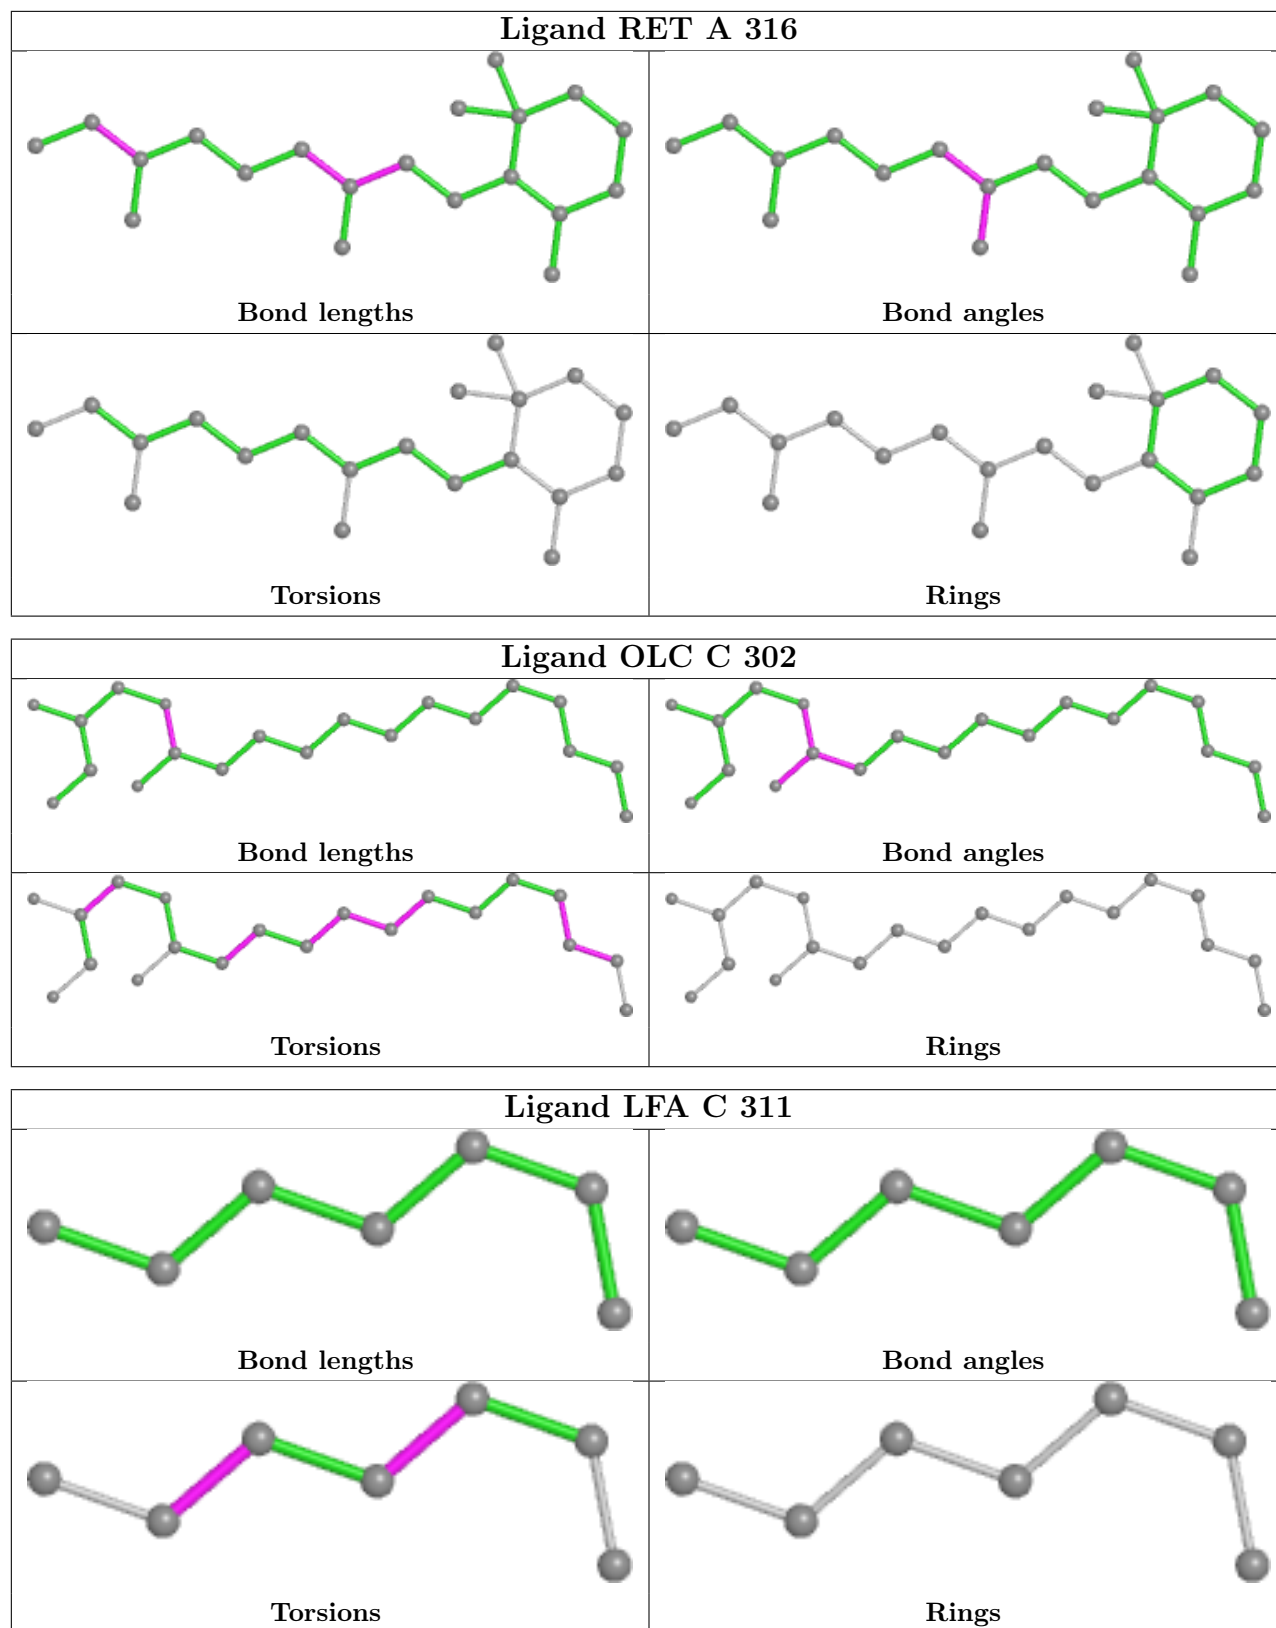 Ligand RET A 316
Bond lengths
Bond angles
Torsions
Rings
Ligand OLC C 302
Bond lengths
Bond angles
Torsions
Rings
Ligand LFA C 311
Bond lengths
Bond angles
Torsions
Rings